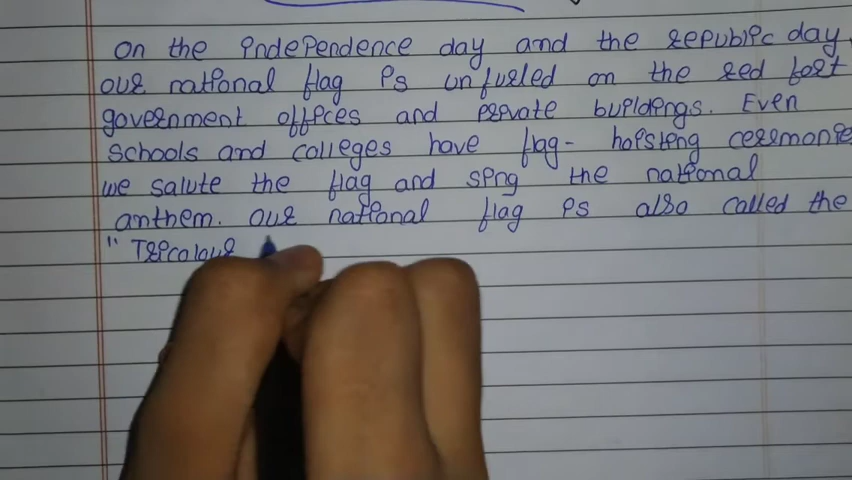 on the independence day and the republic day,
our national flag is unfurled on the red fort
government offices and private buildings. Even
schools and colleges have flag- hoisting ceremonie
we salute the flag and sing the national
anthem. our national flag is also called the
" Tricolour